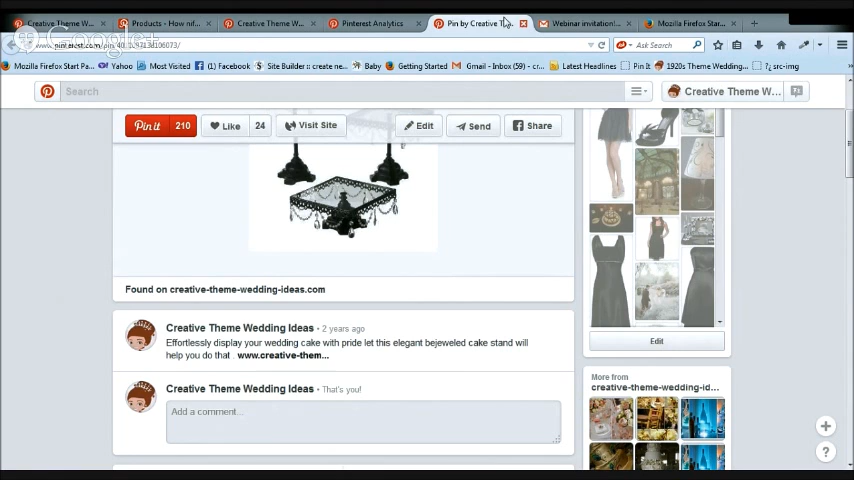 Creative Theme W...
Products – How nif...
Creative Theme W...
Pinterest Analytics
Pin by Creative T...
Webinar invitation! ...
Mozilla Firefox Star...
Google+
www.pinterest.com/pin/
Ask Search
Mozilla Firefox Start Pa...
Yahoo
Most Visited
(1) Facebook
Site Builder :: create ne...
Baby
Getting Started
Gmail - Inbox (59) - cr...
Latest Headlines
Pin It
1920s Theme Wedding...
?¿ src-img
Search
Creative Theme W...
Pin it 210
Like 24
Visit Site
Edit
Send
Share
Found on creative-theme-wedding-ideas.com
Creative Theme Wedding Ideas • 2 years ago
Effortlessly display your wedding cake with pride let this elegant bejeweled cake stand will
help you do that . www.creative-them...
Creative Theme Wedding Ideas • That's you!
Add a comment...
Edit
More from
creative-theme-wedding-id...
+
?